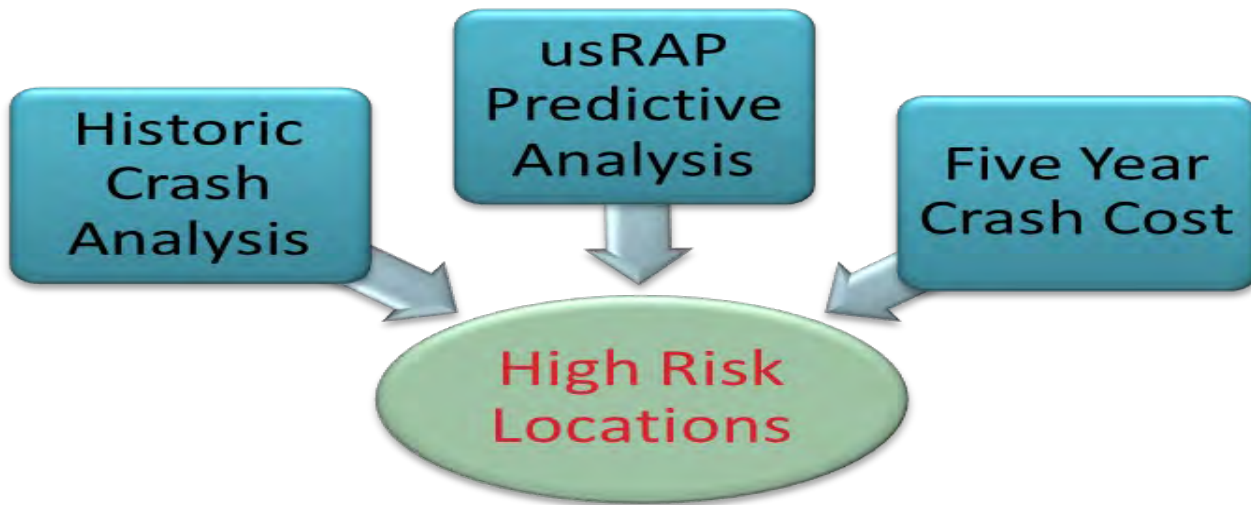 Historic
Crash
Analysis
usRAP
Predictive
Analysis
Five Year
Crash Cost
High Risk
Locations